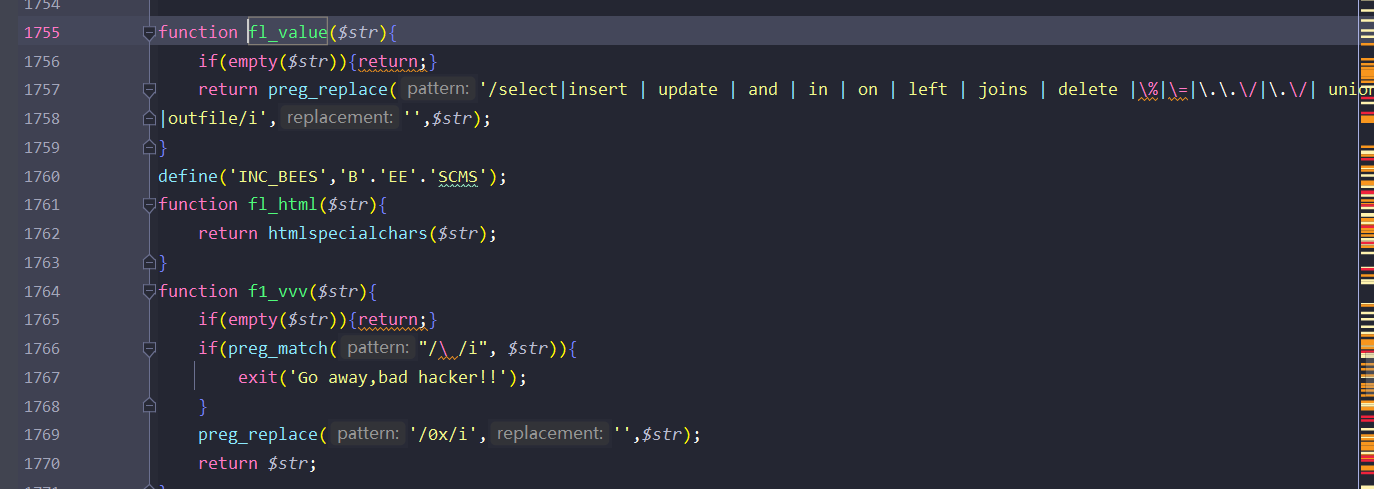 1754
1755 function fl_value($str){
1756 if(empty($str)){return;}
1757 return preg_replace( pattern: '/select|insert | update | and | in | on | left | joins | delete |\%|\=|\.\.\/|\.\/| unio
1758 |outfile/i', replacement: '',$str);
1759 }
1760 define('INC_BEES','B'.'EE'.'SCMS');
1761 function fl_html($str){
1762 return htmlspecialchars($str);
1763 }
1764 function f1_vvv($str){
1765 if(empty($str)){return;}
1766 if(preg_match( pattern: "/\ /i", $str)){
1767 exit('Go away,bad hacker!!');
1768 }
1769 preg_replace( pattern: '/0x/i', replacement: '',$str);
1770 return $str;